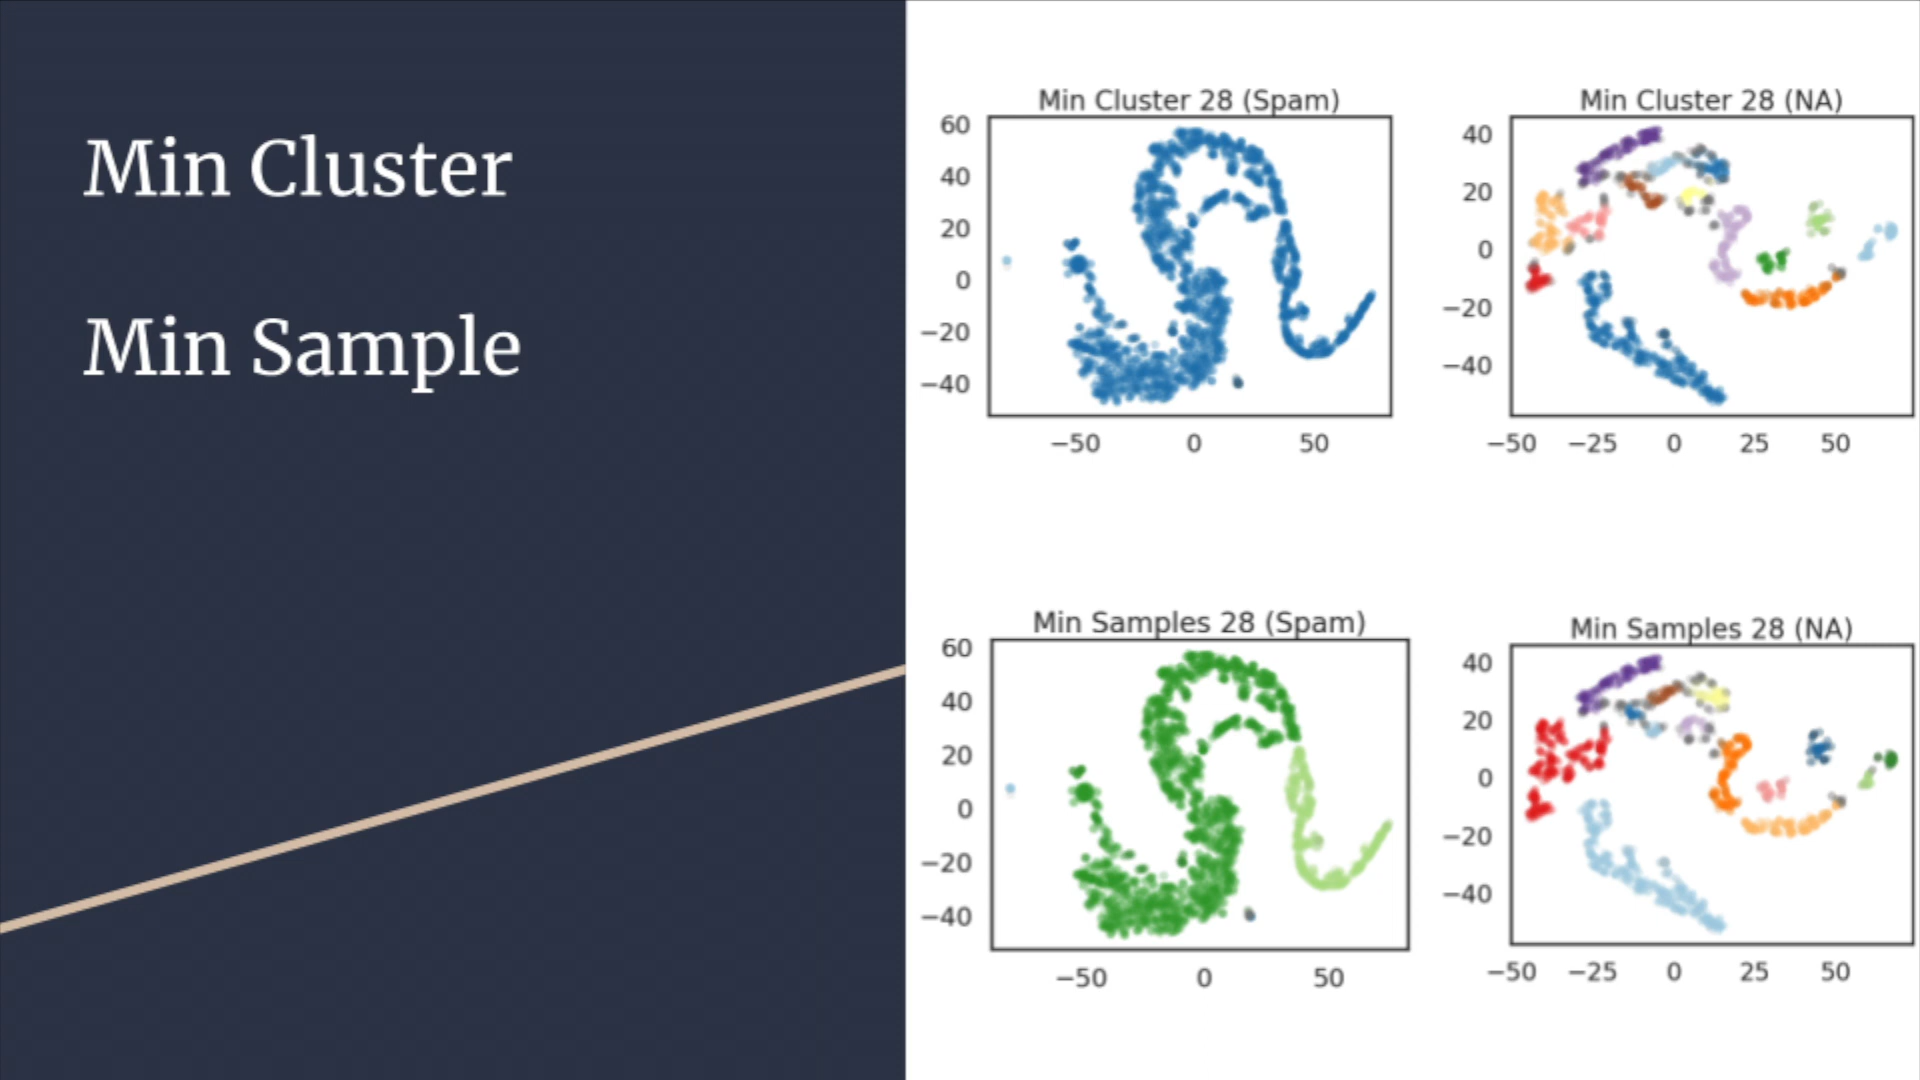 Min Cluster
Min Sample
Min Cluster 28 (Spam)
60
40
20
0
−20
−40
−50 0 50
Min Cluster 28 (NA)
40
20
0
−20
−40
−50 −25 0 25 50
Min Samples 28 (Spam)
60
40
20
0
−20
−40
−50 0 50
Min Samples 28 (NA)
40
20
0
−20
−40
−50 −25 0 25 50